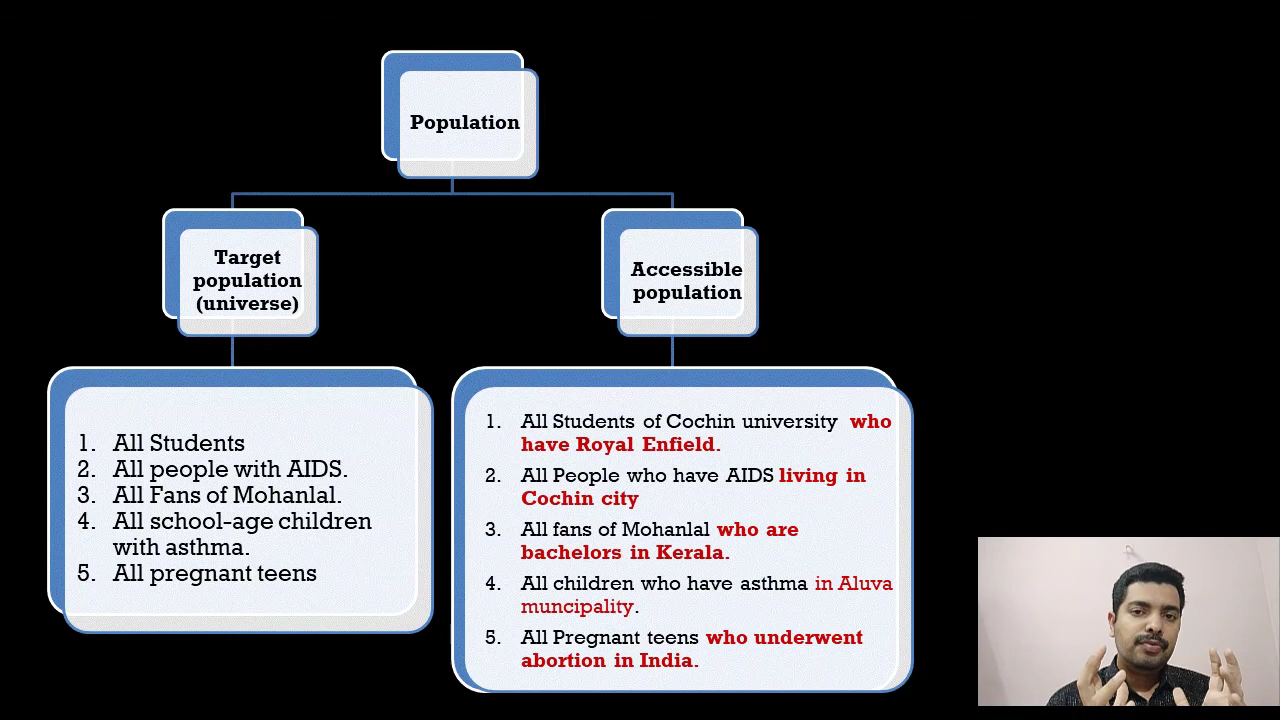 Population
Target
population
(universe)
Accessible
population
1. All Students
2. All people with AIDS.
3. All Fans of Mohanlal.
4. All school-age children
with asthma.
5. All pregnant teens
1. All Students of Cochin university who
have Royal Enfield.
2. All People who have AIDS living in
Cochin city
3. All fans of Mohanlal who are
bachelors in Kerala.
4. All children who have asthma in Aluva
muncipality.
5. All Pregnant teens who underwent
abortion in India.